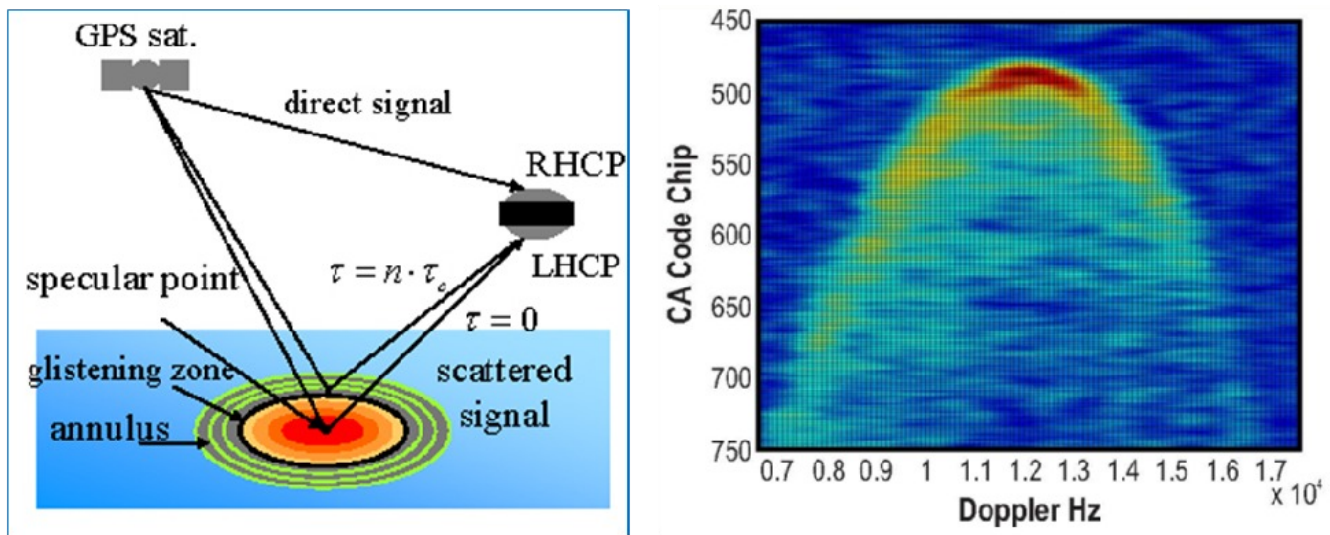 GPS sat.
direct signal
RHCP
LHCP
τ = n · τc
τ = 0
specular point
glistening zone
annulus
scattered
signal
450
500
550
600
650
700
750
CA Code Chip
0.7 0.8 0.9 1 1.1 1.2 1.3 1.4 1.5 1.6 1.7
x 10⁴
Doppler Hz